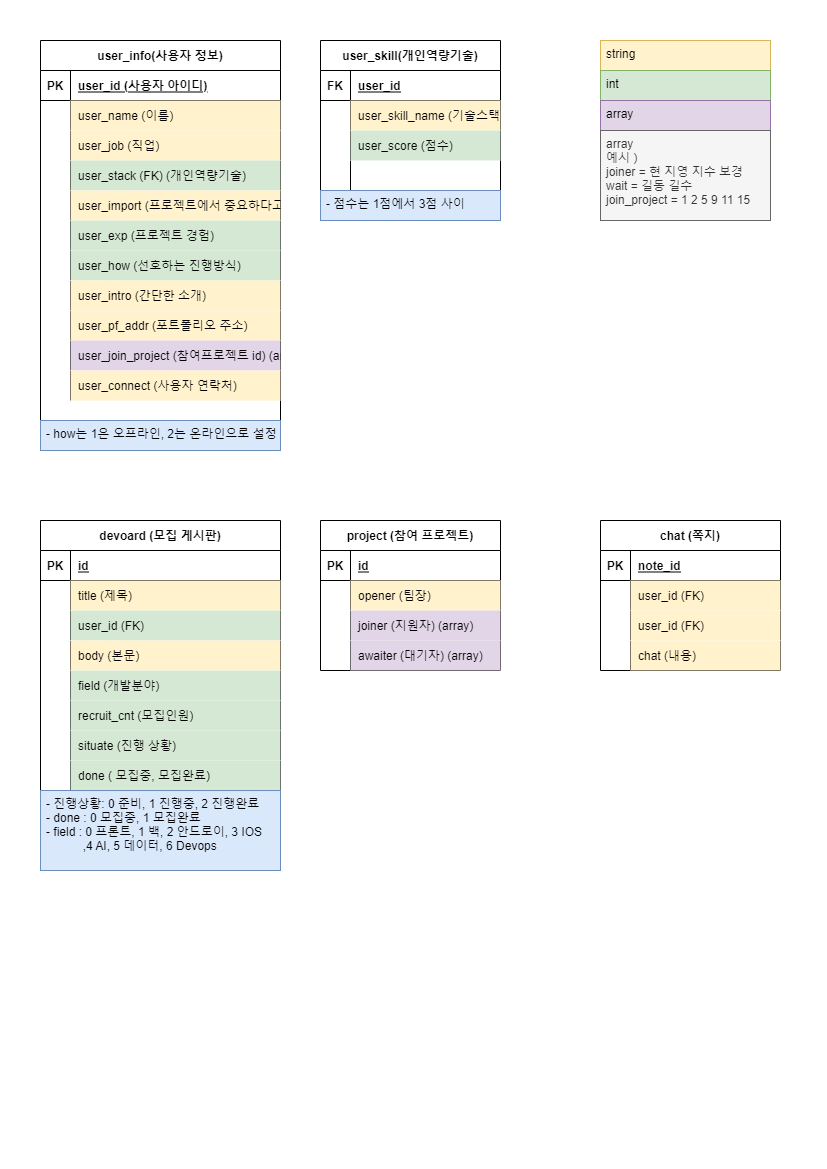 user_info(사용자 정보)
PK user_id (사용자 아이디)
user_name (이름)
user_job (직업)
user_stack (FK) (개인역량기술)
user_import (프로젝트에서 중요하다고
user_exp (프로젝트 경험)
user_how (선호하는 진행방식)
user_intro (간단한 소개)
user_pf_addr (포트폴리오 주소)
user_join_project (참여프로젝트 id) (a
user_connect (사용자 연락처)
- how는 1은 오프라인, 2는 온라인으로 설정
user_skill(개인역량기술)
FK user_id
user_skill_name (기술스택
user_score (점수)
- 점수는 1점에서 3점 사이
string
int
array
array
예시 )
joiner = 현 지영 지수 보경
wait = 길동 길수
join_project = 1 2 5 9 11 15
devoard (모집 게시판)
PK id
title (제목)
user_id (FK)
body (본문)
field (개발분야)
recruit_cnt (모집인원)
situate (진행 상황)
done ( 모집중, 모집완료)
- 진행상황: 0 준비, 1 진행중, 2 진행완료
- done : 0 모집중, 1 모집완료
- field : 0 프론트, 1 백, 2 안드로이, 3 IOS
,4 AI, 5 데이터, 6 Devops
project (참여 프로젝트)
PK id
opener (팀장)
joiner (지원자) (array)
awaiter (대기자) (array)
chat (쪽지)
PK note_id
user_id (FK)
user_id (FK)
chat (내용)